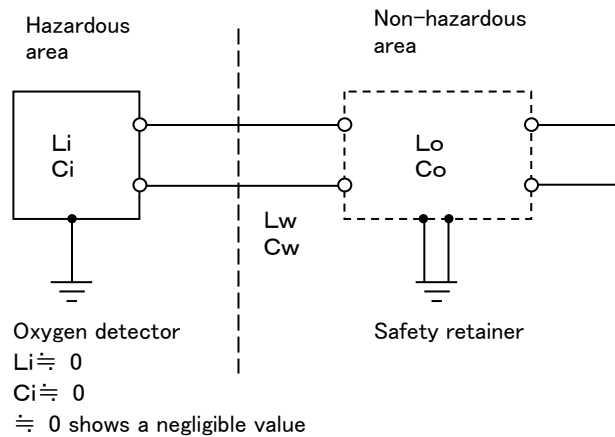 Hazardous
area
Non-hazardous
area
Li
Ci
Lo
Co
Lw
Cw
Oxygen detector
Li≒ 0
Ci≒ 0
≒ 0 shows a negligible value
Safety retainer